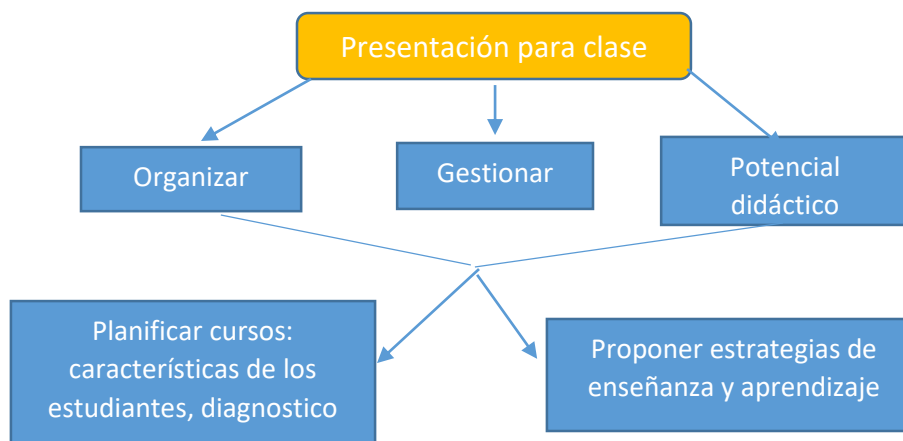 Presentación para clase
Organizar
Gestionar
Potencial
didáctico
Planificar cursos:
características de los
estudiantes, diagnostico
Proponer estrategias de
enseñanza y aprendizaje